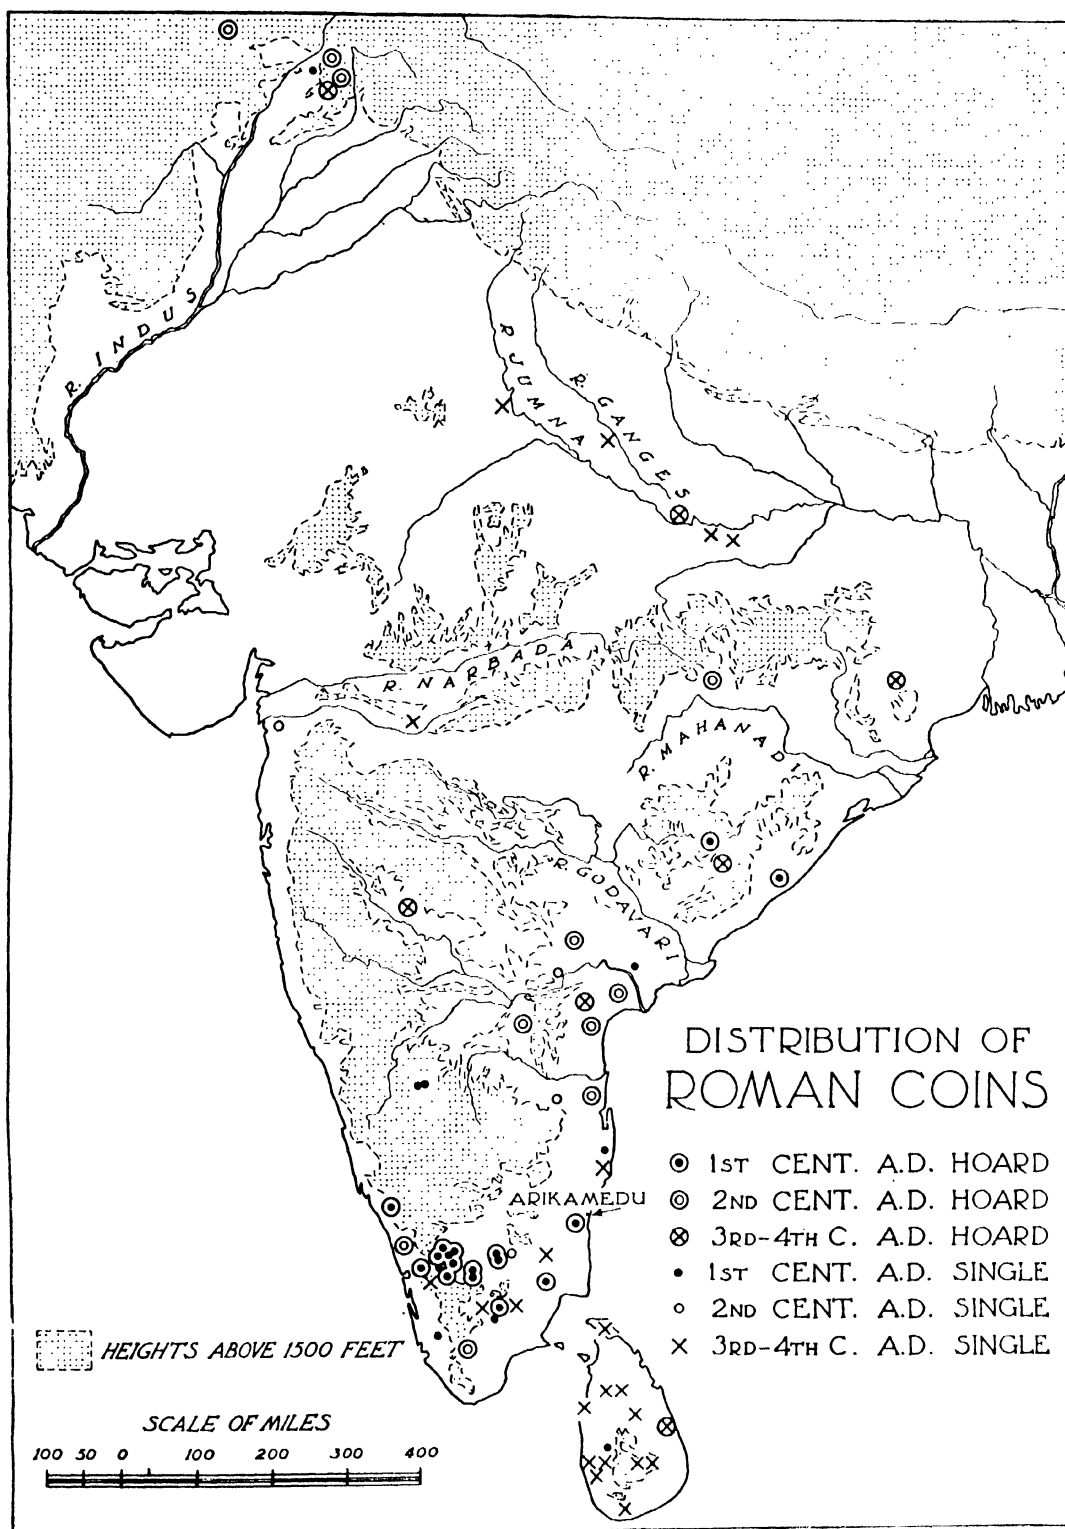 R. INDUS
R. JUMNA
R. GANGES
R. NARBADA
R. MAHANADI
R. GODAVARI
DISTRIBUTION OF
ROMAN COINS
1ST CENT. A.D. HOARD
2ND CENT. A.D. HOARD
3RD-4TH C. A.D. HOARD
1ST CENT. A.D. SINGLE
2ND CENT. A.D. SINGLE
3RD-4TH C. A.D. SINGLE
ARIKAMEDU
HEIGHTS ABOVE 1500 FEET
SCALE OF MILES
100 50 0 100 200 300 400